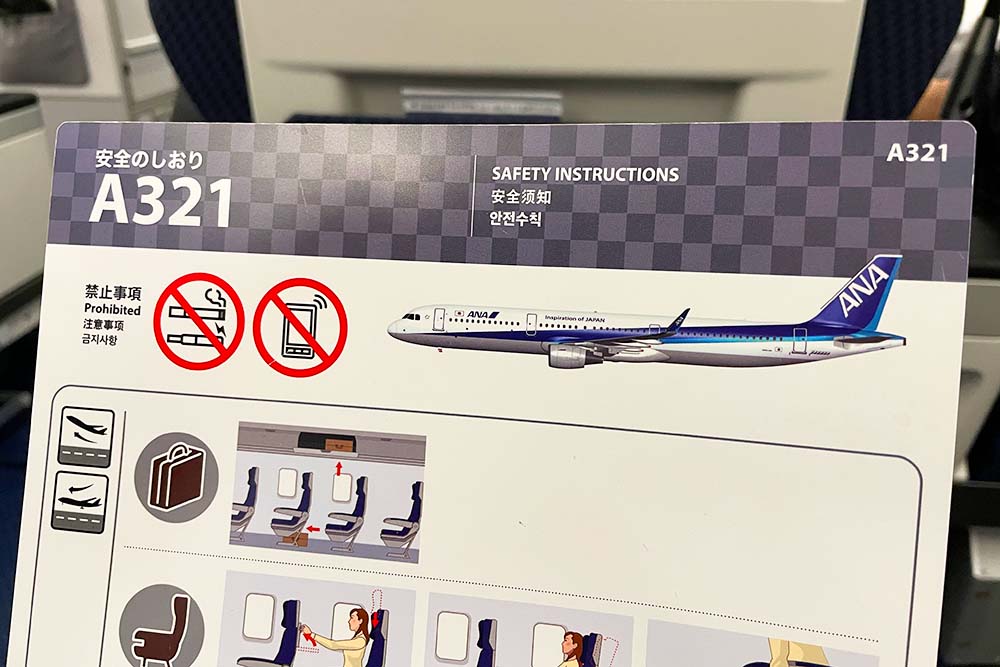 安全のしおり
A321
SAFETY INSTRUCTIONS
安全须知
안전수칙
A321
禁止事項
Prohibited
注意事项
금지사항
ANA
Inspiration of JAPAN
ANA